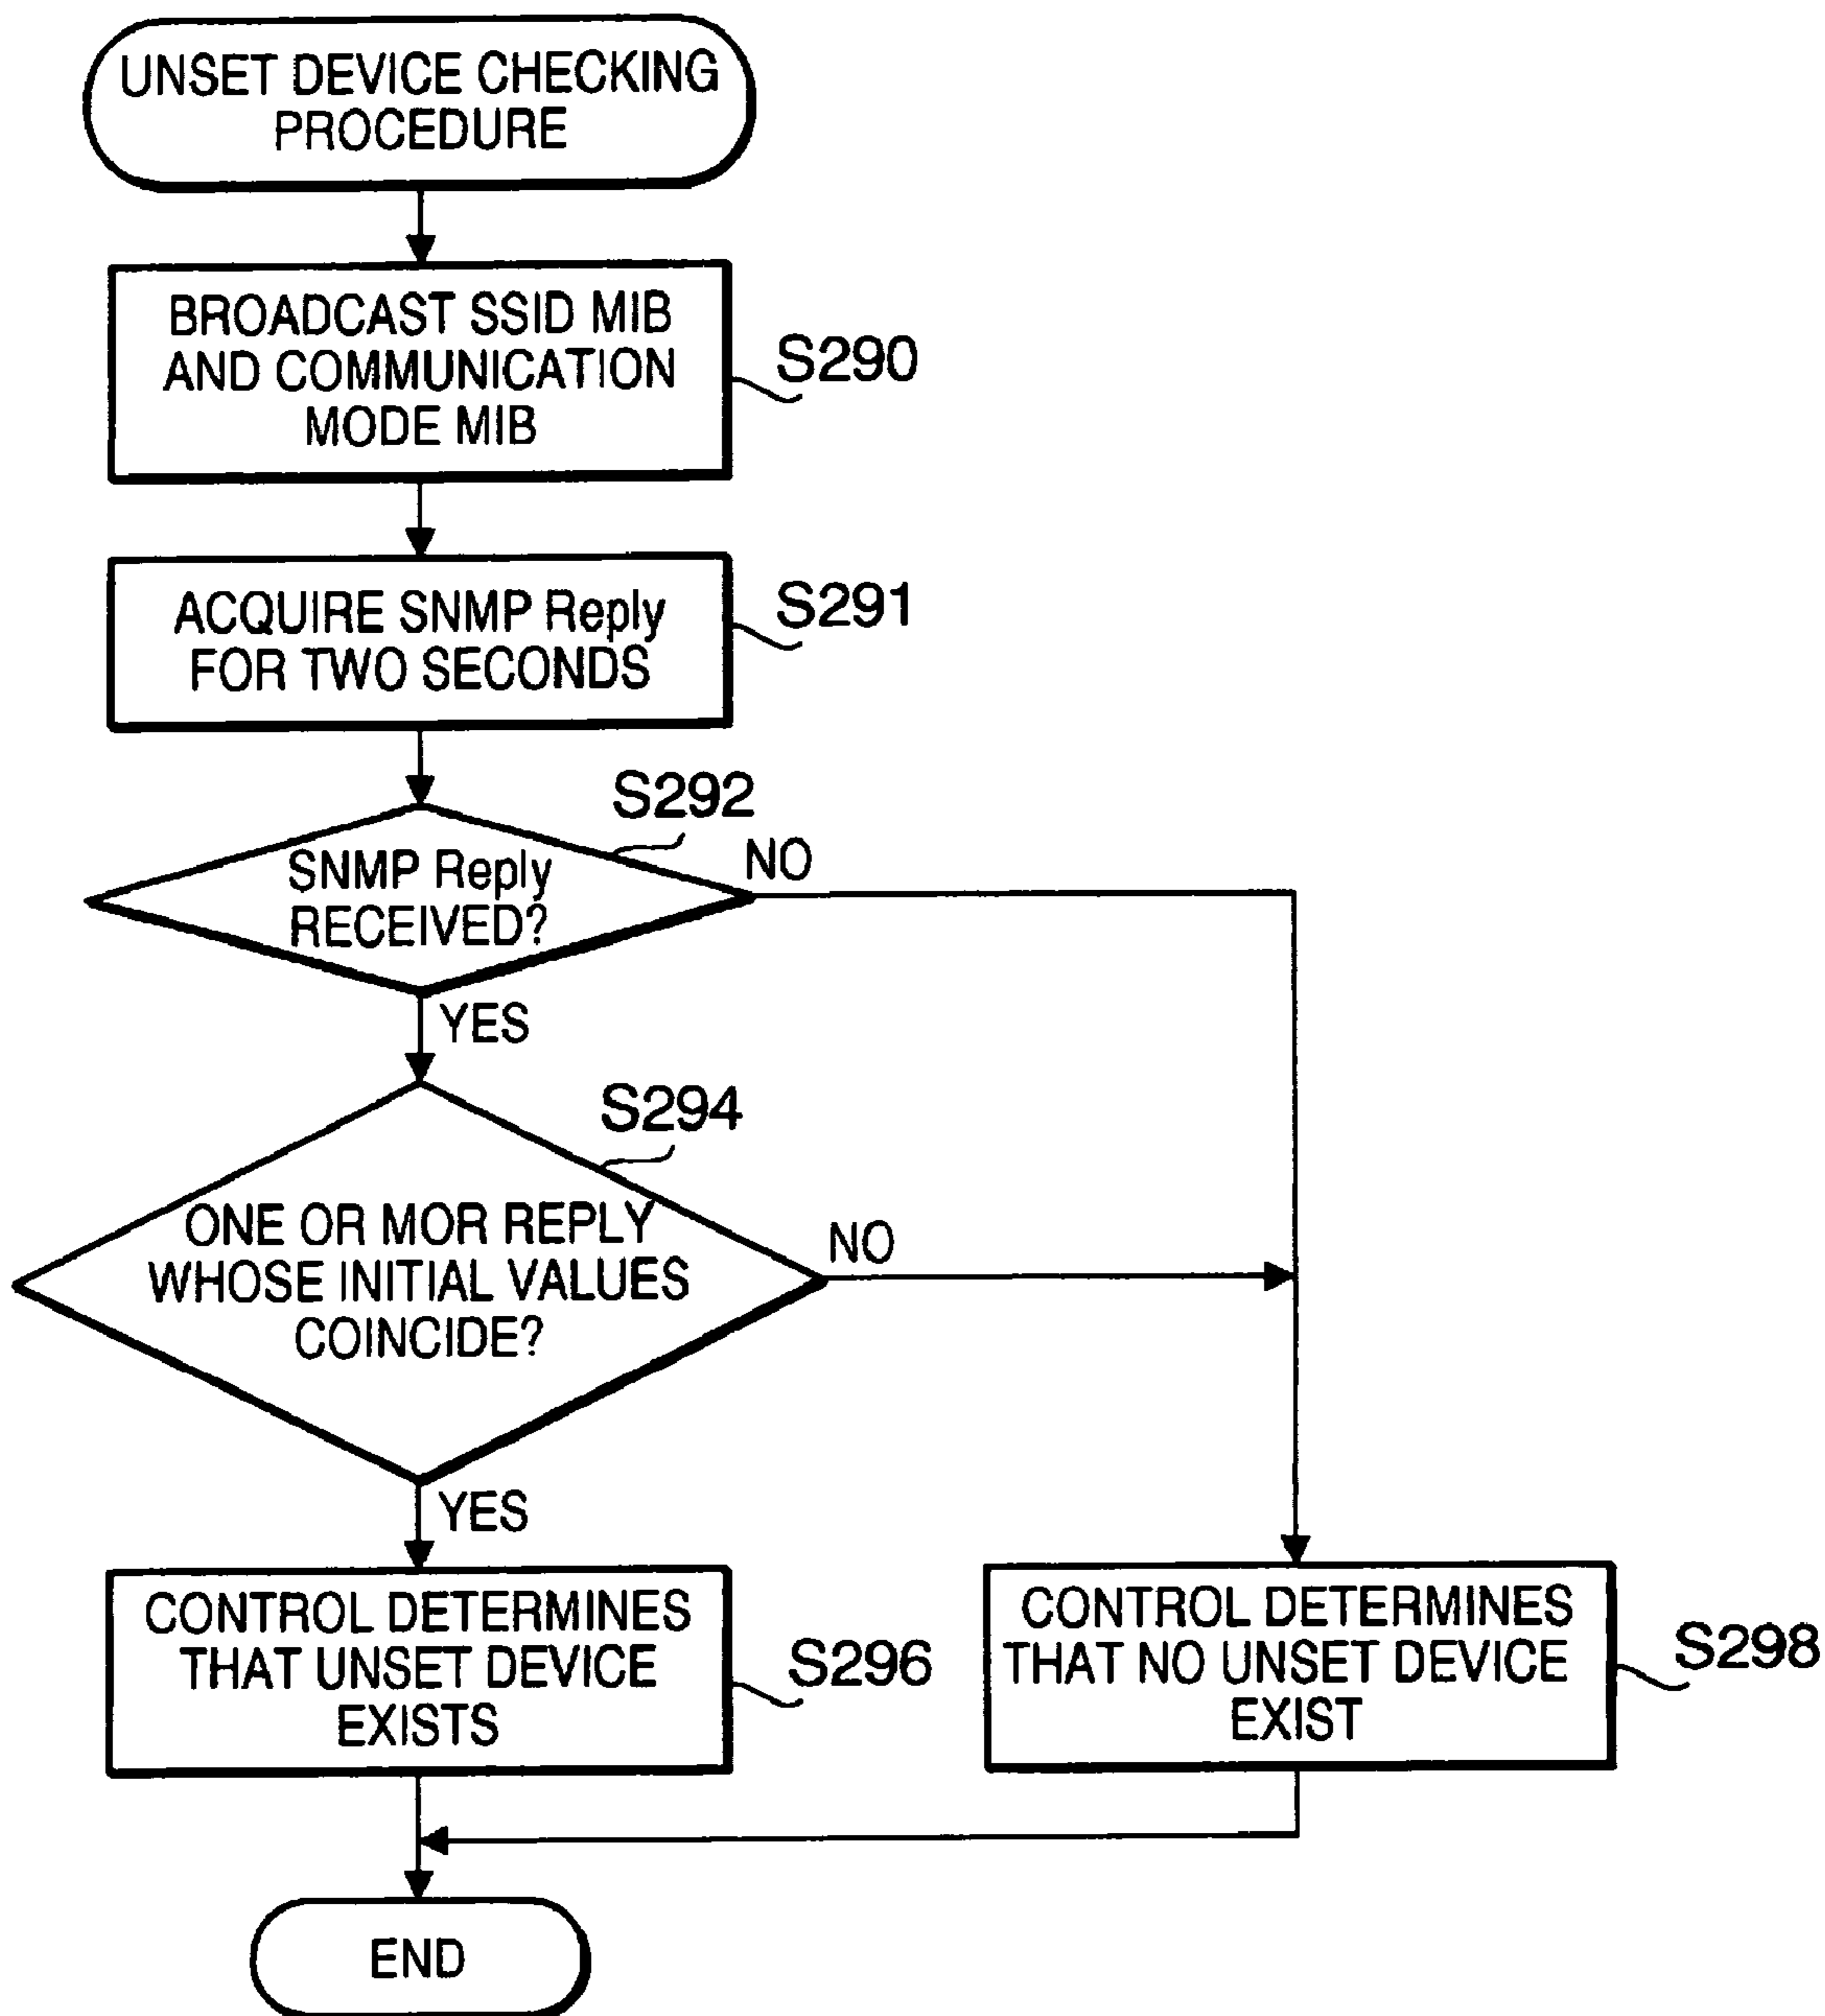 UNSET DEVICE CHECKING
PROCEDURE
BROADCAST SSID MIB
AND COMMUNICATION
MODE MIB
S290
ACQUIRE SNMP Reply
FOR TWO SECONDS
S291
S292
SNMP Reply
RECEIVED?
NO
YES
S294
ONE OR MOR REPLY
WHOSE INITIAL VALUES
COINCIDE?
NO
YES
CONTROL DETERMINES
THAT UNSET DEVICE
EXISTS
S296
CONTROL DETERMINES
THAT NO UNSET DEVICE
EXIST
S298
END